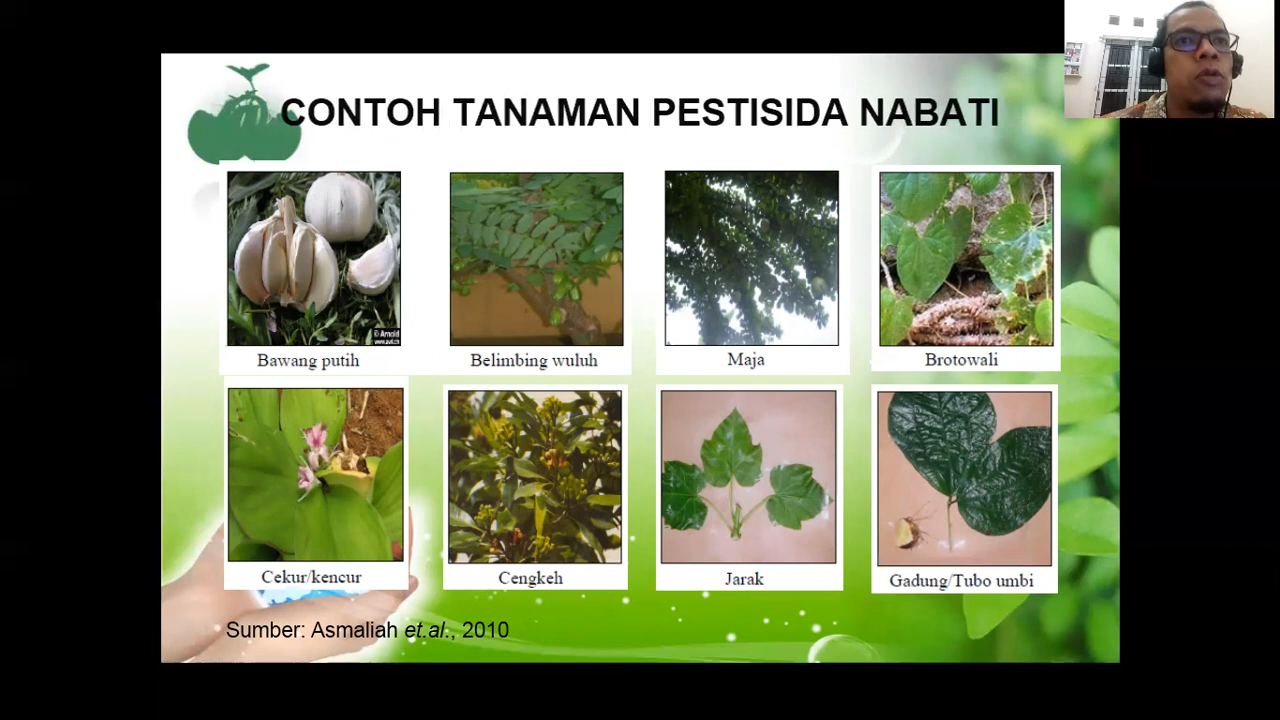 CONTOH TANAMAN PESTISIDA NABATI
© Arnold
Bawang putih
Belimbing wuluh
Maja
Brotowali
Cekur/kencur
Cengkeh
Jarak
Gadung/Tubo umbi
Sumber: Asmaliah et.al., 2010